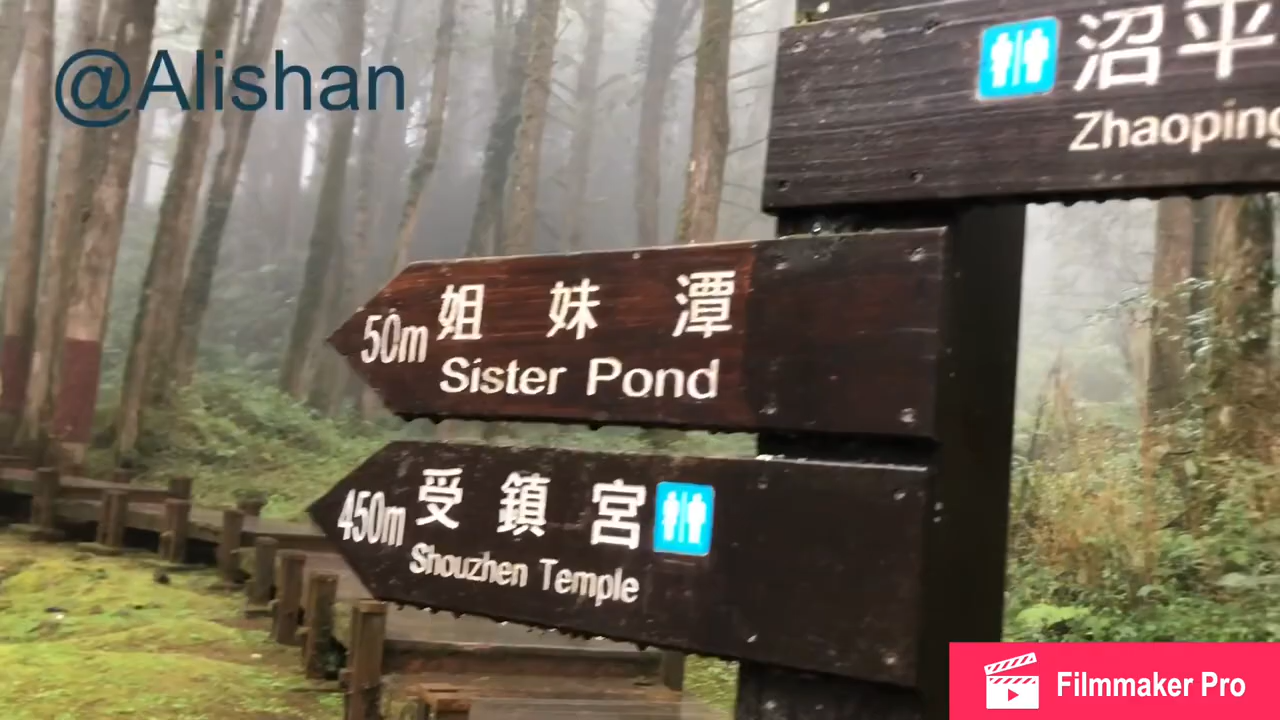 @Alishan
沼平
Zhaoping
50m 姐妹潭
Sister Pond
450m 受鎮宮
Shouzhen Temple
Filmmaker Pro